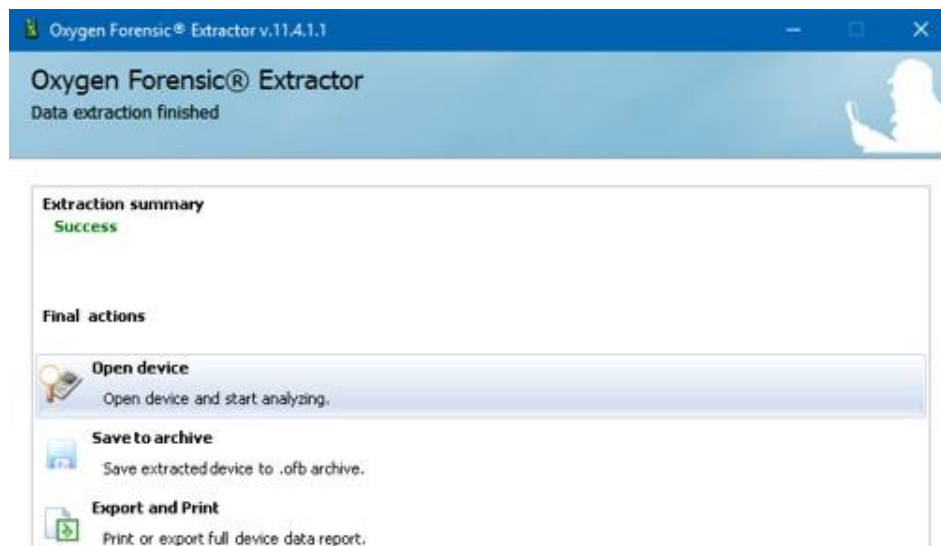 Oxygen Forensic® Extractor v.11.4.1.1
Oxygen Forensic® Extractor
Data extraction finished
Extraction summary
Success
Final actions
Open device
Open device and start analyzing.
Save to archive
Save extracted device to .ofb archive.
Export and Print
Print or export full device data report.